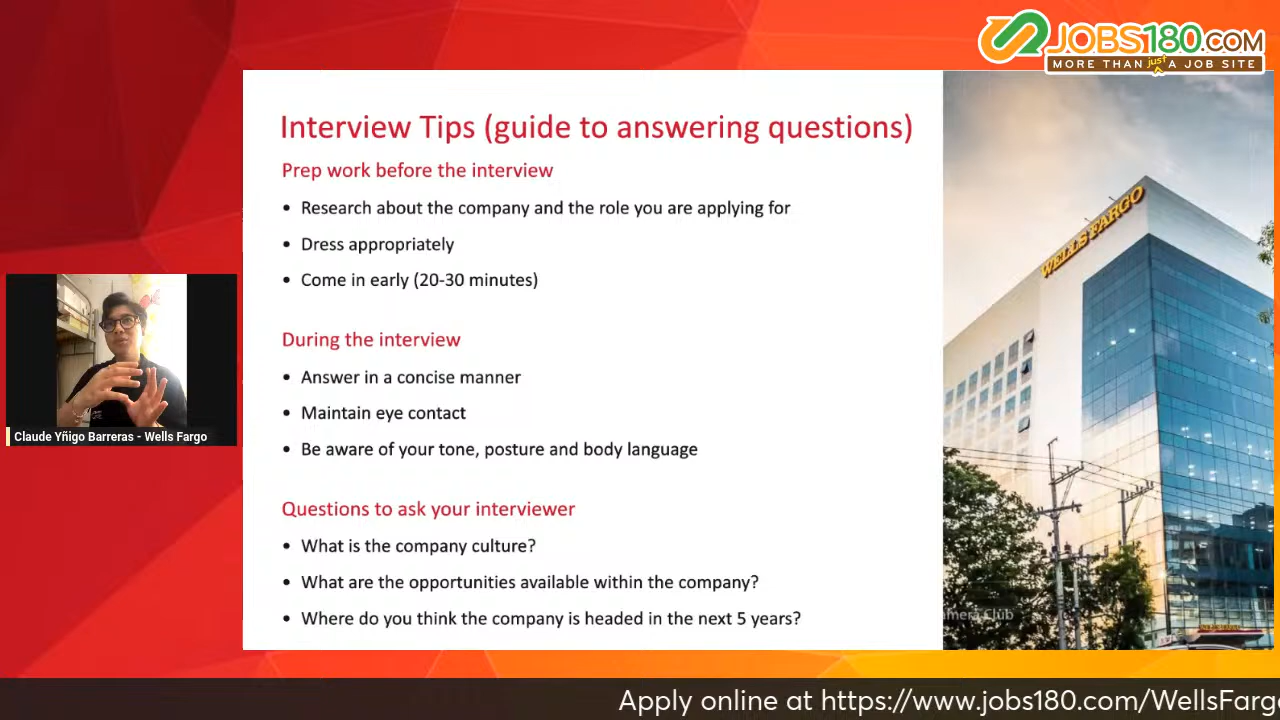 JOBS180.COM
MORE THAN just A JOB SITE
Interview Tips (guide to answering questions)
Prep work before the interview
• Research about the company and the role you are applying for
• Dress appropriately
• Come in early (20-30 minutes)
During the interview
• Answer in a concise manner
• Maintain eye contact
• Be aware of your tone, posture and body language
Questions to ask your interviewer
• What is the company culture?
• What are the opportunities available within the company?
• Where do you think the company is headed in the next 5 years?
WELLS FARGO
Claude Yñigo Barreras - Wells Fargo
Club
Apply online at https://www.jobs180.com/WellsFarg